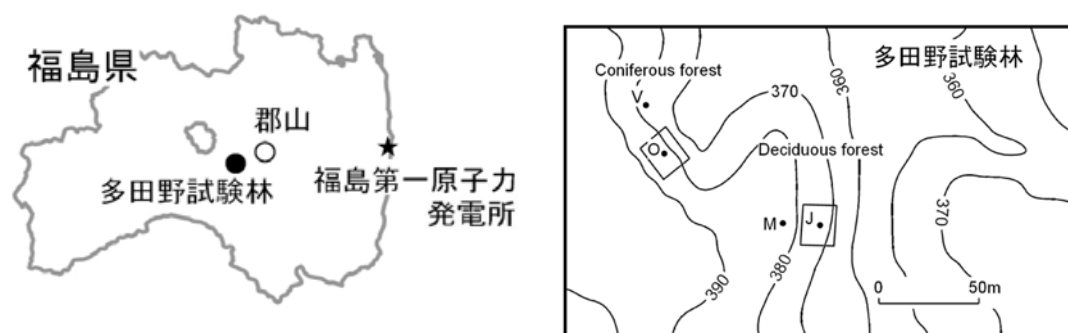 福島県
郡山
多田野試験林
福島第一原子力
発電所
多田野試験林
Coniferous forest
V
O
370
360
360
Deciduous forest
M
J
380
390
370
0
50m